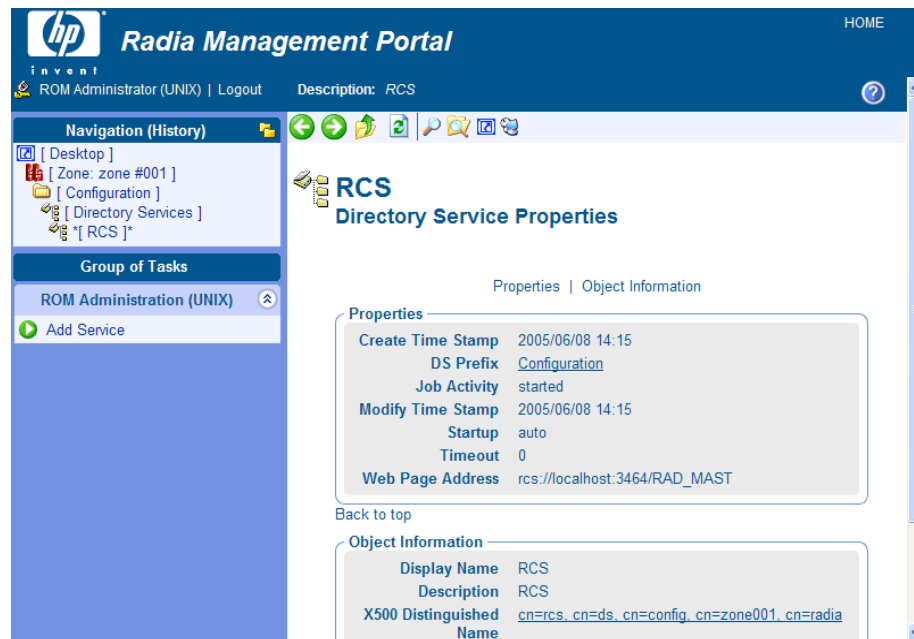 hp
invent
Radia Management Portal
HOME
ROM Administrator (UNIX) | Logout
Description: RCS
?
Navigation (History)
[ Desktop ]
[ Zone: zone #001 ]
[ Configuration ]
[ Directory Services ]
*[ RCS ]*
Group of Tasks
ROM Administration (UNIX)
Add Service
RCS
Directory Service Properties
Properties | Object Information
Properties
Create Time Stamp 2005/06/08 14:15
DS Prefix Configuration
Job Activity started
Modify Time Stamp 2005/06/08 14:15
Startup auto
Timeout 0
Web Page Address rcs://localhost:3464/RAD_MAST
Back to top
Object Information
Display Name RCS
Description RCS
X500 Distinguished Name cn=rcs, cn=ds, cn=config, cn=zone001, cn=radia